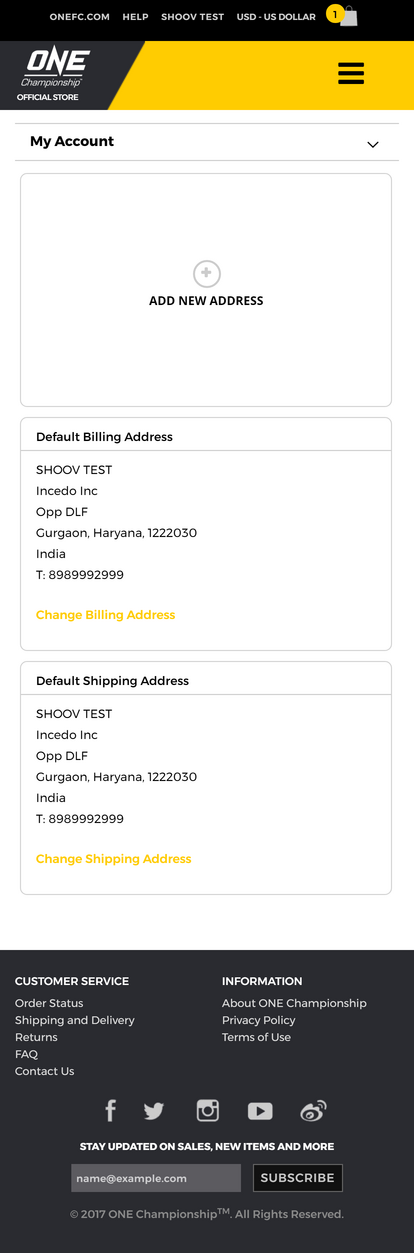 ONEFC.COM HELP SHOOV TEST USD - US DOLLAR 1
ONE
Championship
OFFICIAL STORE
My Account
ADD NEW ADDRESS
Default Billing Address
SHOOV TEST
Incedo Inc
Opp DLF
Gurgaon, Haryana, 1222030
India
T: 8989992999
Change Billing Address
Default Shipping Address
SHOOV TEST
Incedo Inc
Opp DLF
Gurgaon, Haryana, 1222030
India
T: 8989992999
Change Shipping Address
CUSTOMER SERVICE
Order Status
Shipping and Delivery
Returns
FAQ
Contact Us
INFORMATION
About ONE Championship
Privacy Policy
Terms of Use
STAY UPDATED ON SALES, NEW ITEMS AND MORE
name@example.com SUBSCRIBE
© 2017 ONE Championship™. All Rights Reserved.